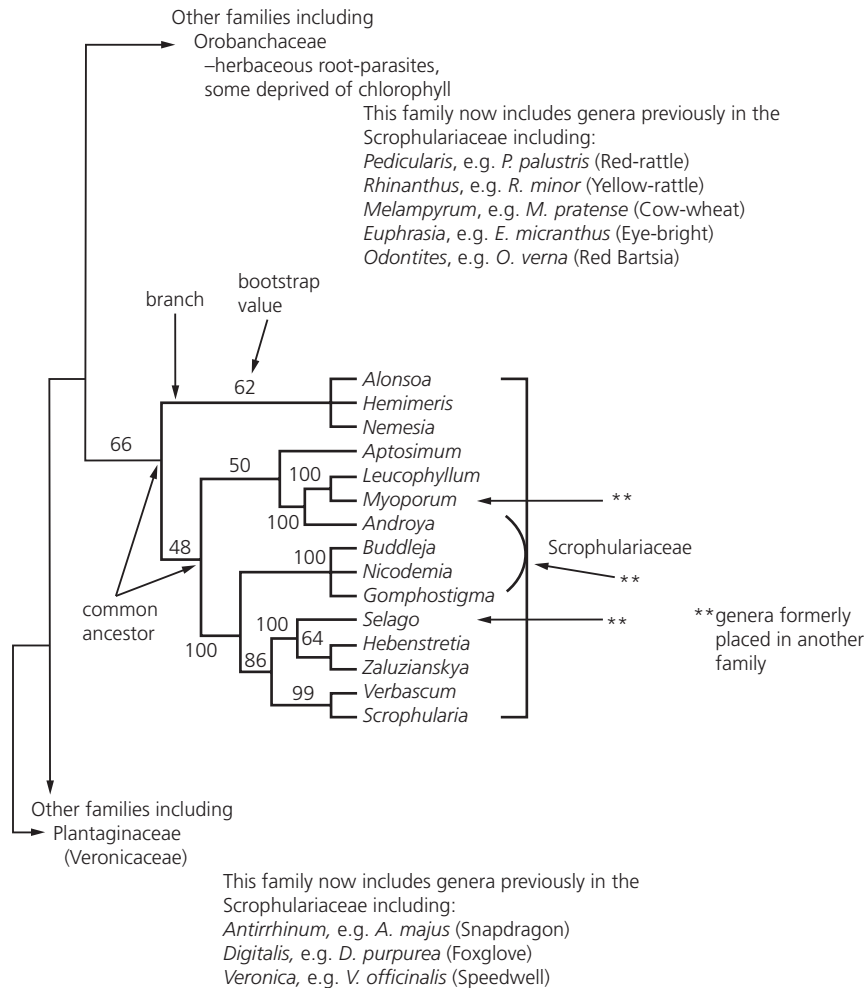 Other families including
Orobanchaceae
–herbaceous root-parasites,
some deprived of chlorophyll
This family now includes genera previously in the
Scrophulariaceae including:
Pedicularis, e.g. P. palustris (Red-rattle)
Rhinanthus, e.g. R. minor (Yellow-rattle)
Melampyrum, e.g. M. pratense (Cow-wheat)
Euphrasia, e.g. E. micranthus (Eye-bright)
Odontites, e.g. O. verna (Red Bartsia)
bootstrap
value
branch
62
Alonsoa
Hemimeris
Nemesia
66
50
Aptosimum
100
Leucophyllum
Myoporum
**
100
Androya
48
100
Buddleja
Nicodemia
Gomphostigma
Scrophulariaceae
**
common
ancestor
100
100
Selago
**
64
Hebenstretia
86
Zaluzianskya
99
Verbascum
Scrophularia
**genera formerly
placed in another
family
Other families including
Plantaginaceae
(Veronicaceae)
This family now includes genera previously in the
Scrophulariaceae including:
Antirrhinum, e.g. A. majus (Snapdragon)
Digitalis, e.g. D. purpurea (Foxglove)
Veronica, e.g. V. officinalis (Speedwell)